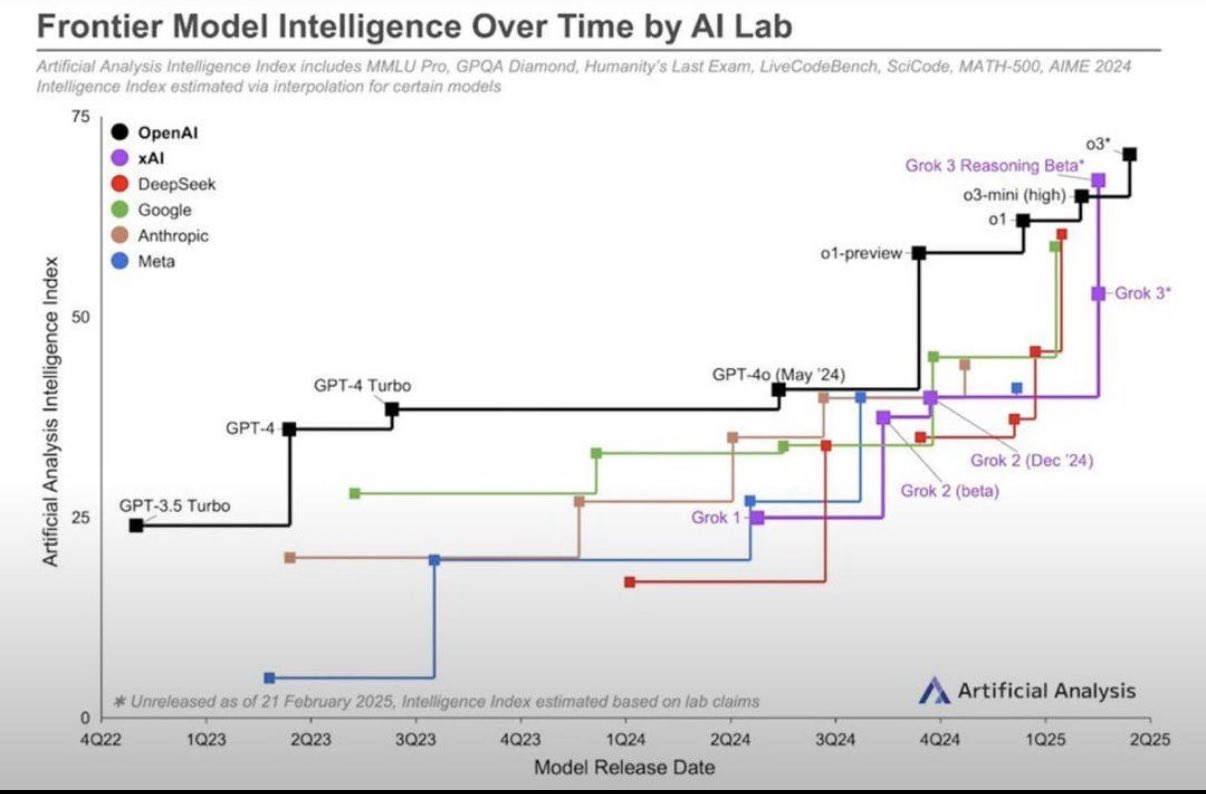 Frontier Model Intelligence Over Time by AI Lab
Artificial Analysis Intelligence Index includes MMLU Pro, GPQA Diamond, Humanity's Last Exam, LiveCodeBench, SciCode, MATH-500, AIME 2024
Intelligence Index estimated via interpolation for certain models
75
OpenAI
xAI
DeepSeek
Google
Anthropic
Meta
o3*
Grok 3 Reasoning Beta*
o3-mini (high)
o1
o1-preview
Grok 3*
50
GPT-4o (May '24)
GPT-4 Turbo
GPT-4
Grok 2 (Dec '24)
Grok 2 (beta)
GPT-3.5 Turbo
Grok 1
25
Artificial Analysis Intelligence Index
* Unreleased as of 21 February 2025, Intelligence Index estimated based on lab claims
Artificial Analysis
0
4Q22 1Q23 2Q23 3Q23 4Q23 1Q24 2Q24 3Q24 4Q24 1Q25 2Q25
Model Release Date